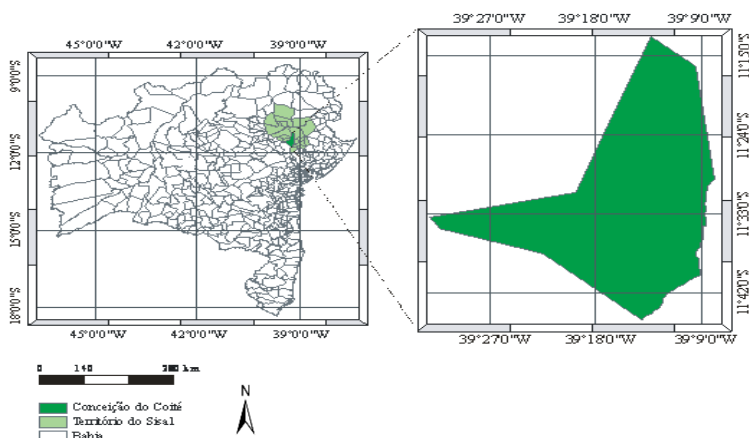 45°0'0"W 42°0'0"W 39°0'0"W
9°0'0"S
12°0'0"S
15°0'0"S
18°0'0"S
45°0'0"W 42°0'0"W 39°0'0"W
39°27'0"W 39°18'0"W 39°9'0"W
11°15'0"S
11°24'0"S
11°33'0"S
11°42'0"S
39°27'0"W 39°18'0"W 39°9'0"W
0 140 280 km
N
Conceição do Coité
Território do Sisal
Bahia